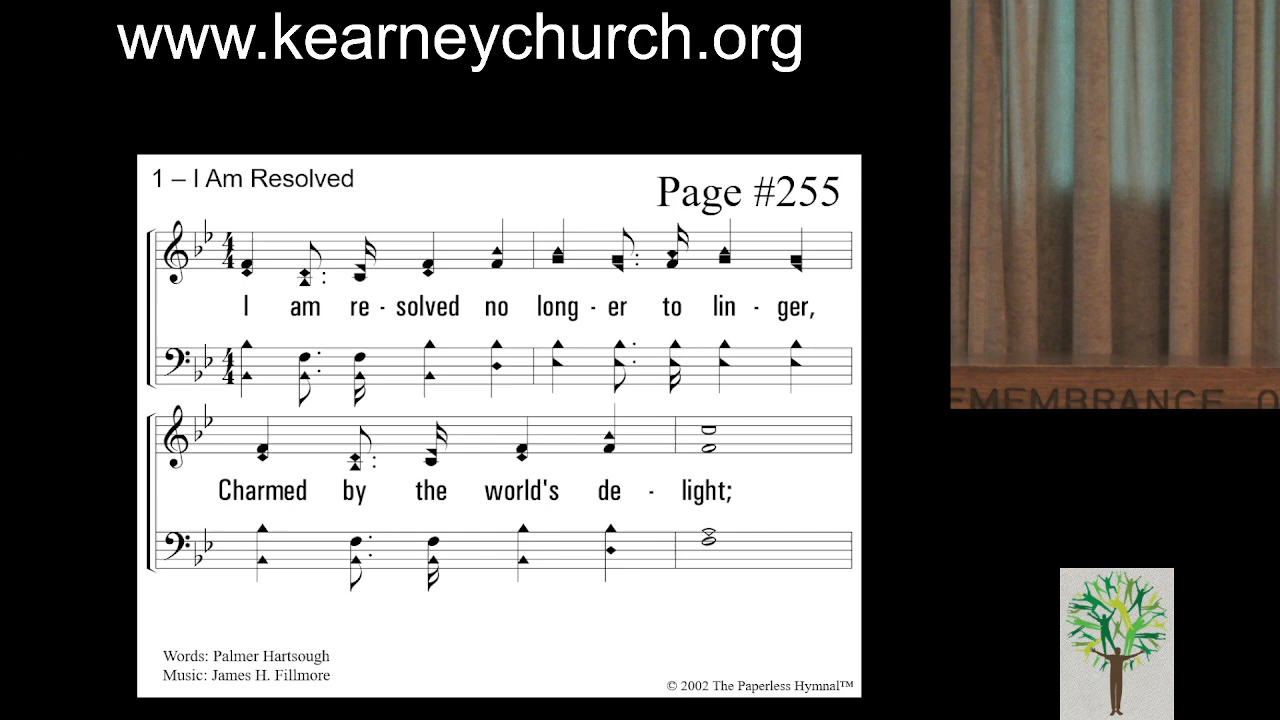 www.kearneychurch.org
1 – I Am Resolved
Page #255
I am re - solved no long - er to lin - ger,
Charmed by the world's de - light;
Words: Palmer Hartsough
Music: James H. Fillmore
© 2002 The Paperless Hymnal™
EMEMBRANCE O